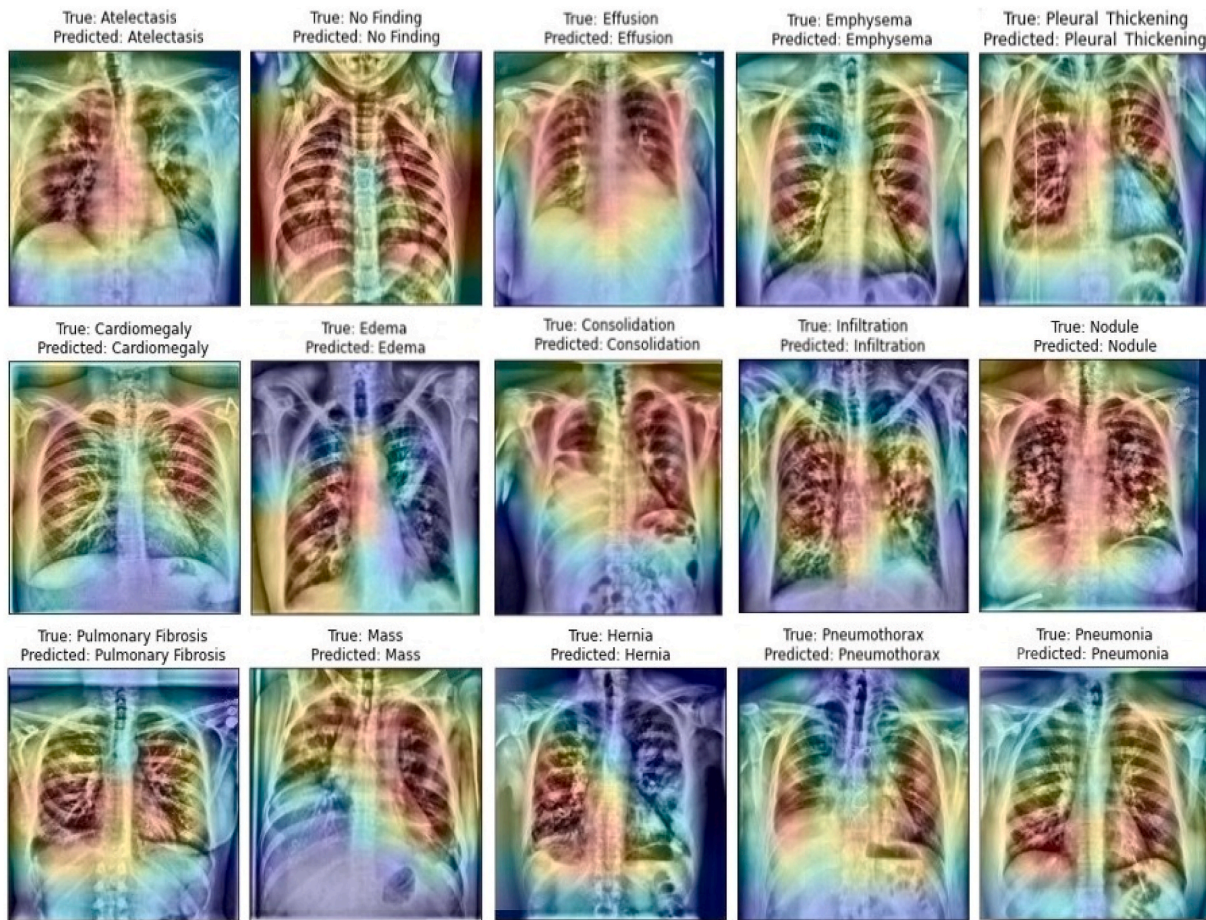 True: Atelectasis
Predicted: Atelectasis
True: No Finding
Predicted: No Finding
True: Effusion
Predicted: Effusion
True: Emphysema
Predicted: Emphysema
True: Pleural Thickening
Predicted: Pleural Thickening
True: Cardiomegaly
Predicted: Cardiomegaly
True: Edema
Predicted: Edema
True: Consolidation
Predicted: Consolidation
True: Infiltration
Predicted: Infiltration
True: Nodule
Predicted: Nodule
True: Pulmonary Fibrosis
Predicted: Pulmonary Fibrosis
True: Mass
Predicted: Mass
True: Hernia
Predicted: Hernia
True: Pneumothorax
Predicted: Pneumothorax
True: Pneumonia
Predicted: Pneumonia